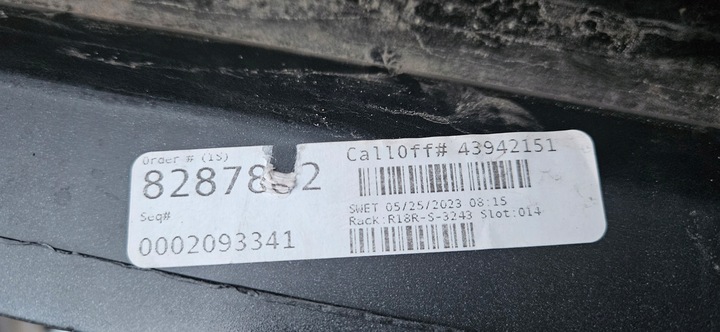 Order # (1S)
Seq#
0002093341
CallOff# 43942151
SWET 05/25/2023 08:15
Rack:R18R-S-3243 Slot:014